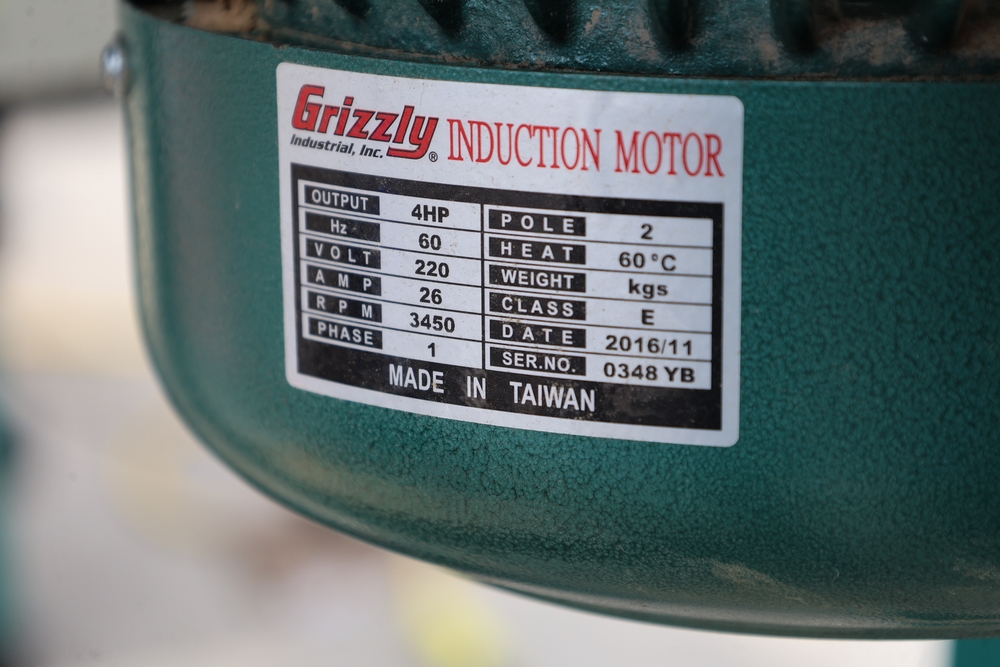 Grizzly
Industrial, Inc.®
INDUCTION MOTOR
OUTPUT 4HP
Hz 60
VOLT 220
AMP 26
RPM 3450
PHASE 1
POLE 2
HEAT 60°C
WEIGHT kgs
CLASS E
DATE 2016/11
SER.NO. 0348 YB
MADE IN TAIWAN